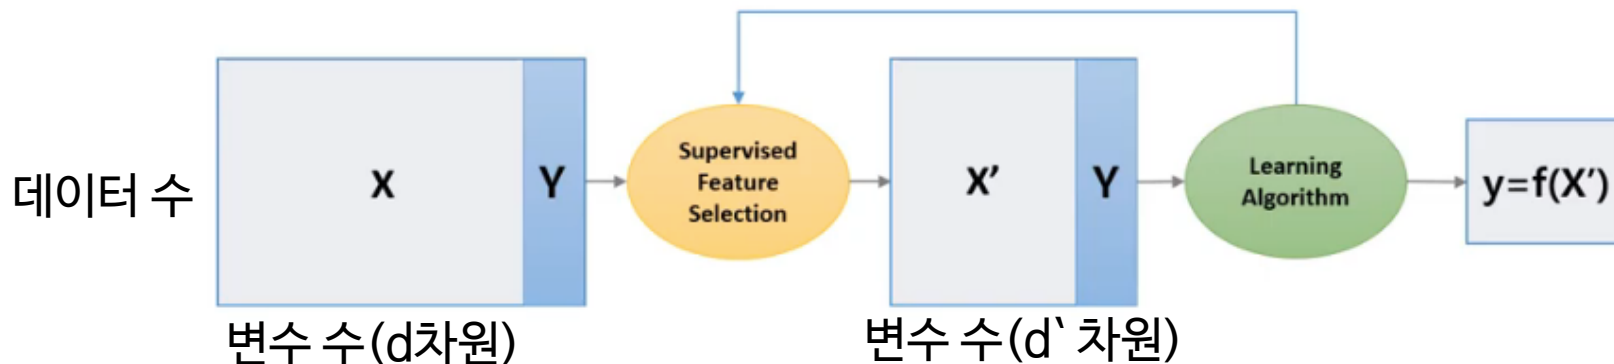 데이터 수
X
Y
Supervised
Feature
Selection
X’
Y
Learning
Algorithm
y=f(X’)
변수 수(d차원)
변수 수(d` 차원)